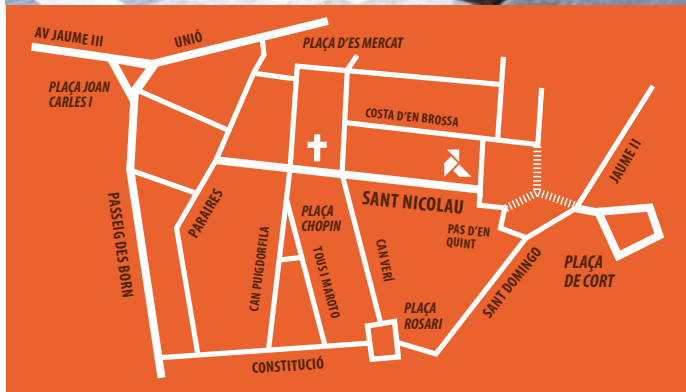 AV JAUME III
UNIÓ
PLAÇA D'ES MERCAT
PLAÇA JOAN
CARLES I
COSTA D'EN BROSSA
JAUME II
PASSEIG DES BORN
PARAIRES
SANT NICOLAU
PLAÇA
CHOPIN
CAN PUIGDORFILA
TOUS I MAROTO
CAN VERÍ
PAS D'EN
QUINT
SANT DOMINGO
PLAÇA
DE CORT
PLAÇA
ROSARI
CONSTITUCIÓ